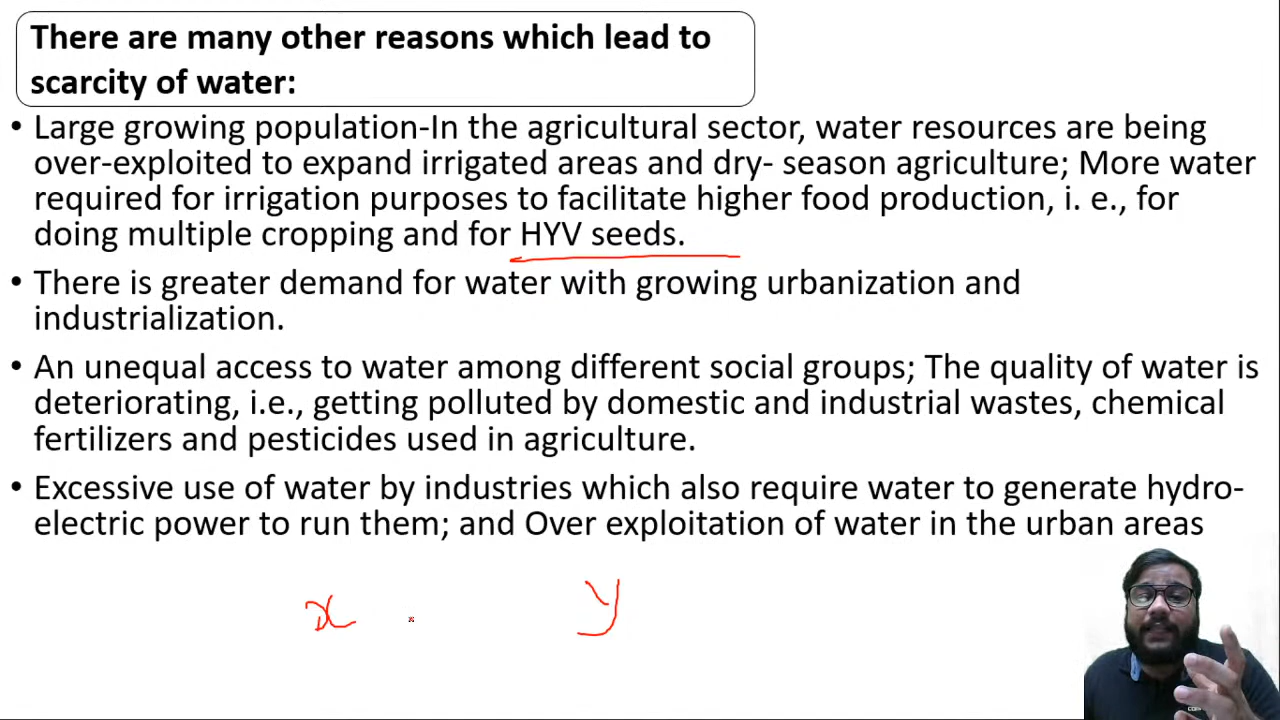 There are many other reasons which lead to
scarcity of water:
• Large growing population-In the agricultural sector, water resources are being
over-exploited to expand irrigated areas and dry- season agriculture; More water
required for irrigation purposes to facilitate higher food production, i. e., for
doing multiple cropping and for HYV seeds.
• There is greater demand for water with growing urbanization and
industrialization.
• An unequal access to water among different social groups; The quality of water is
deteriorating, i.e., getting polluted by domestic and industrial wastes, chemical
fertilizers and pesticides used in agriculture.
• Excessive use of water by industries which also require water to generate hydro-
electric power to run them; and Over exploitation of water in the urban areas
x y